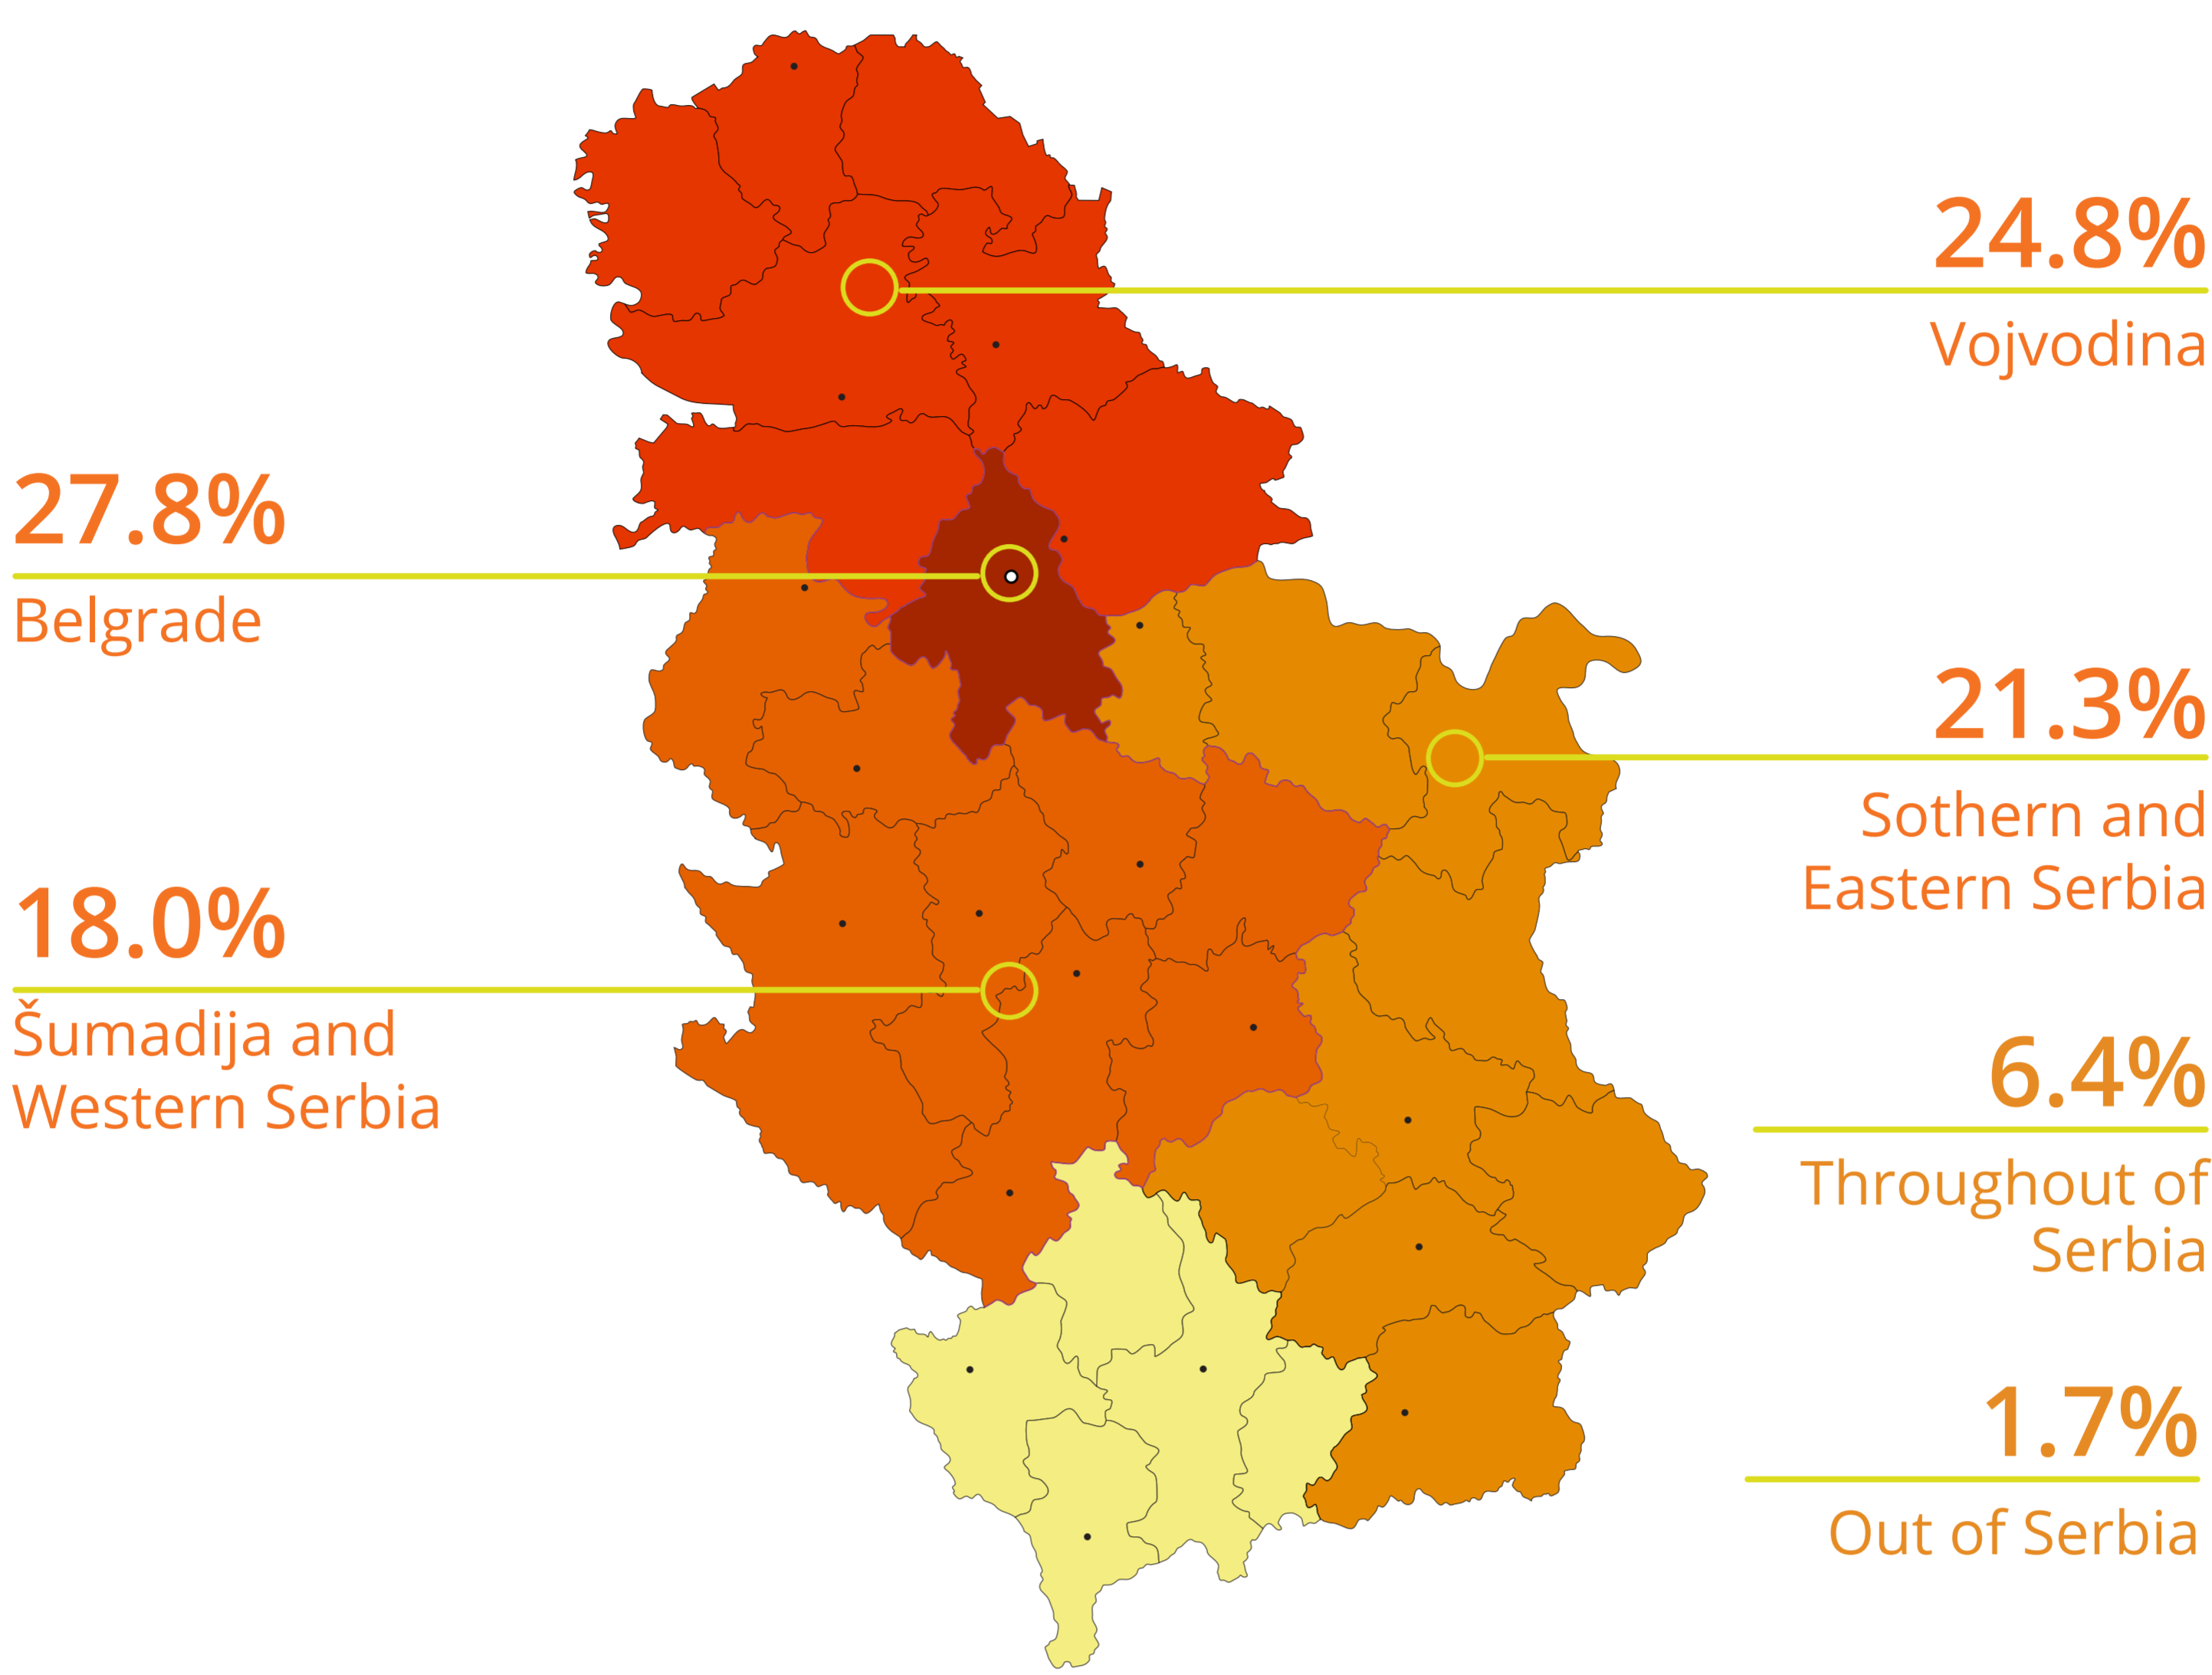 24.8%
Vojvodina
27.8%
Belgrade
21.3%
Sothern and
Eastern Serbia
18.0%
Šumadija and
Western Serbia
6.4%
Throughout of
Serbia
1.7%
Out of Serbia